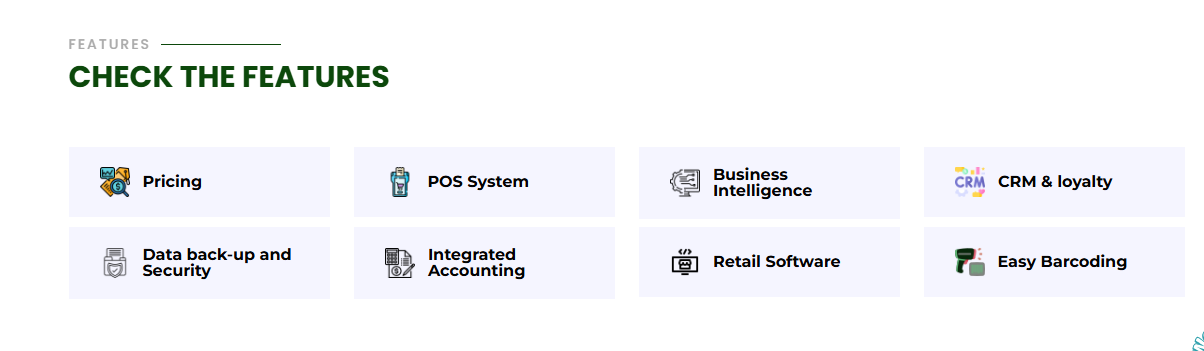 FEATURES
CHECK THE FEATURES
Pricing
POS System
Business
Intelligence
CRM
CRM & loyalty
Data back-up and
Security
Integrated
Accounting
Retail Software
Easy Barcoding